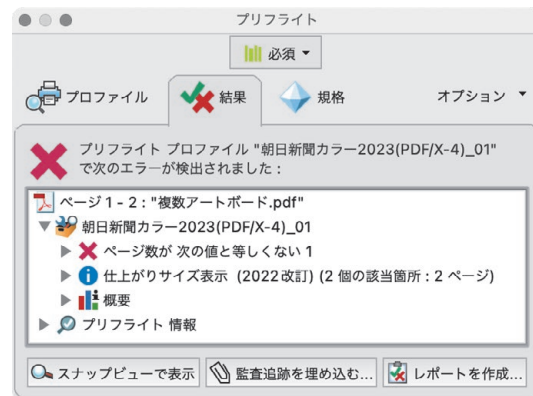 プリフライト
必須
プロファイル
結果
規格
オプション
プリフライト プロファイル "朝日新聞カラー2023(PDF/X-4)_01"
で次のエラーが検出されました：
ページ 1 - 2 : "複数アートボード.pdf"
朝日新聞カラー2023(PDF/X-4)_01
ページ数が 次の値と等しくない 1
仕上がりサイズ表示 (2022改訂) (2 個の該当箇所 : 2 ページ)
概要
プリフライト 情報
スナップビューで表示
監査追跡を埋め込む...
レポートを作成...